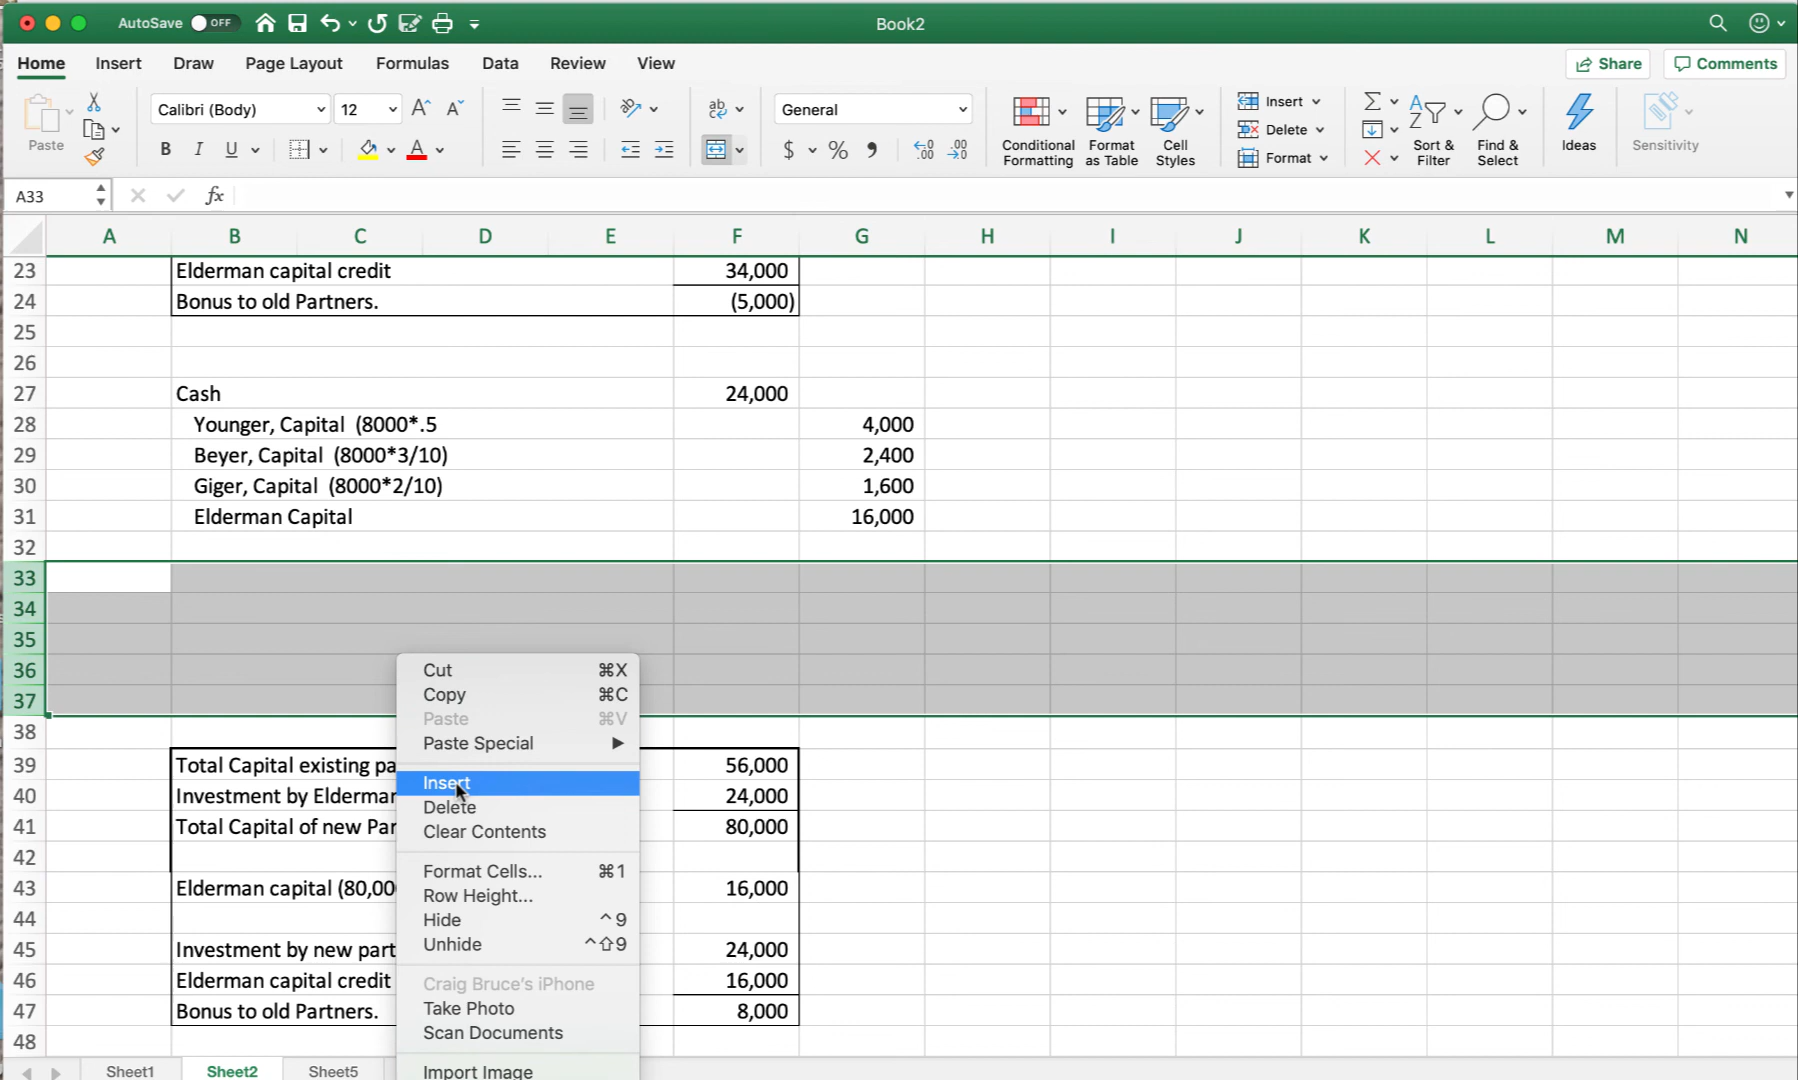 AutoSave OFF Book2
Home Insert Draw Page Layout Formulas Data Review View Share Comments
Paste Calibri (Body) 12 A^ Aˇ ab General Insert
B I U A $ % 9 .00 .00 Conditional Formatting Format as Table Cell Styles Delete Format Sort & Filter Find & Select Ideas Sensitivity
A33 fx
A B C D E F G H I J K L M N
23 Elderman capital credit 34,000
24 Bonus to old Partners. (5,000)
25
26
27 Cash 24,000
28 Younger, Capital (8000*.5 4,000
29 Beyer, Capital (8000*3/10) 2,400
30 Giger, Capital (8000*2/10) 1,600
31 Elderman Capital 16,000
32
33
34
35
36
37
38
39 Total Capital existing pa 56,000
40 Investment by Elderman 24,000
41 Total Capital of new Par 80,000
42
43 Elderman capital (80,00 16,000
44
45 Investment by new part 24,000
46 Elderman capital credit 16,000
47 Bonus to old Partners. 8,000
48
Cut ⌘X
Copy ⌘C
Paste ⌘V
Paste Special ▶
Insert
Delete
Clear Contents
Format Cells... ⌘1
Row Height...
Hide ^9
Unhide ^⇧9
Craig Bruce's iPhone
Take Photo
Scan Documents
Import Image
Sheet1 Sheet2 Sheet5